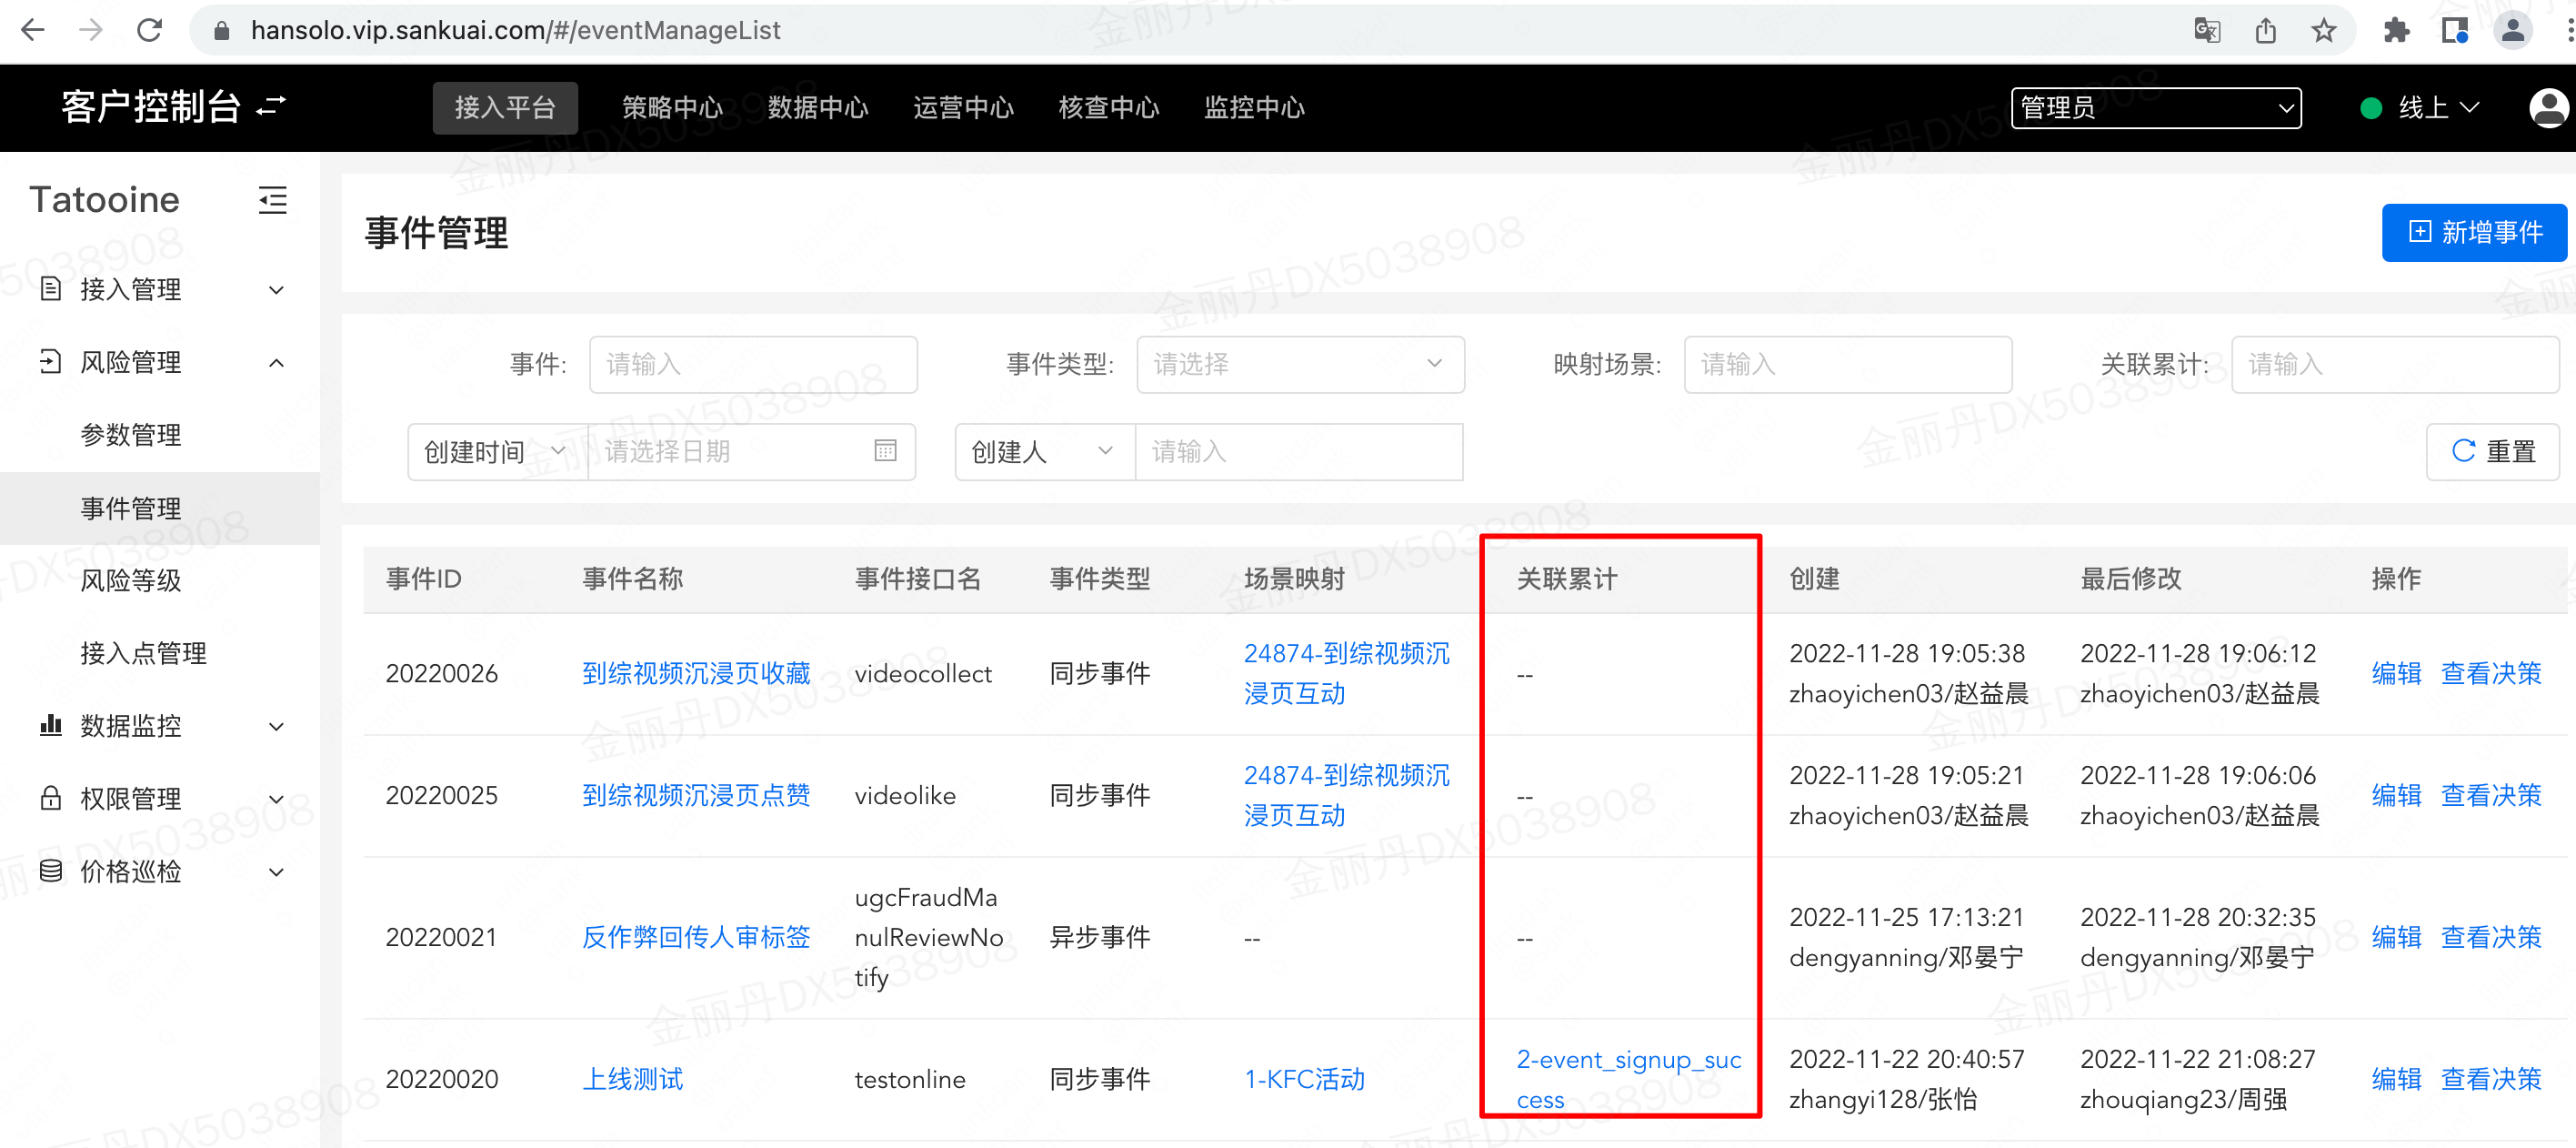 hansolo.vip.sankuai.com/#/eventManageList
客户控制台 接入平台 策略中心 数据中心 运营中心 核查中心 监控中心 管理员 线上
Tatooine
接入管理
风险管理
参数管理
事件管理
风险等级
接入点管理
数据监控
权限管理
价格巡检
事件管理
新增事件
事件: 请输入 事件类型: 请选择 映射场景: 请输入 关联累计: 请输入
创建时间 请选择日期 创建人 请输入 重置
事件ID 事件名称 事件接口名 事件类型 场景映射 关联累计 创建 最后修改 操作
24874-到综视频沉 2022-11-28 19:05:38 2022-11-28 19:06:12
20220026 到综视频沉浸页收藏 videocollect 同步事件 -- 编辑 查看决策
浸页互动 zhaoyichen03/赵益晨 zhaoyichen03/赵益晨
24874-到综视频沉 2022-11-28 19:05:21 2022-11-28 19:06:06
20220025 到综视频沉浸页点赞 videolike 同步事件 -- 编辑 查看决策
浸页互动 zhaoyichen03/赵益晨 zhaoyichen03/赵益晨
ugcFraudMa
2022-11-25 17:13:21 2022-11-28 20:32:35
20220021 反作弊回传人审标签 nulReviewNo 异步事件 -- -- 编辑 查看决策
dengyanning/邓晏宁 dengyanning/邓晏宁
tify
2-event_signup_suc 2022-11-22 20:40:57 2022-11-22 21:08:27
20220020 上线测试 testonline 同步事件 1-KFC活动 编辑 查看决策
cess zhangyi128/张怡 zhouqiang23/周强
金丽丹DX5038908